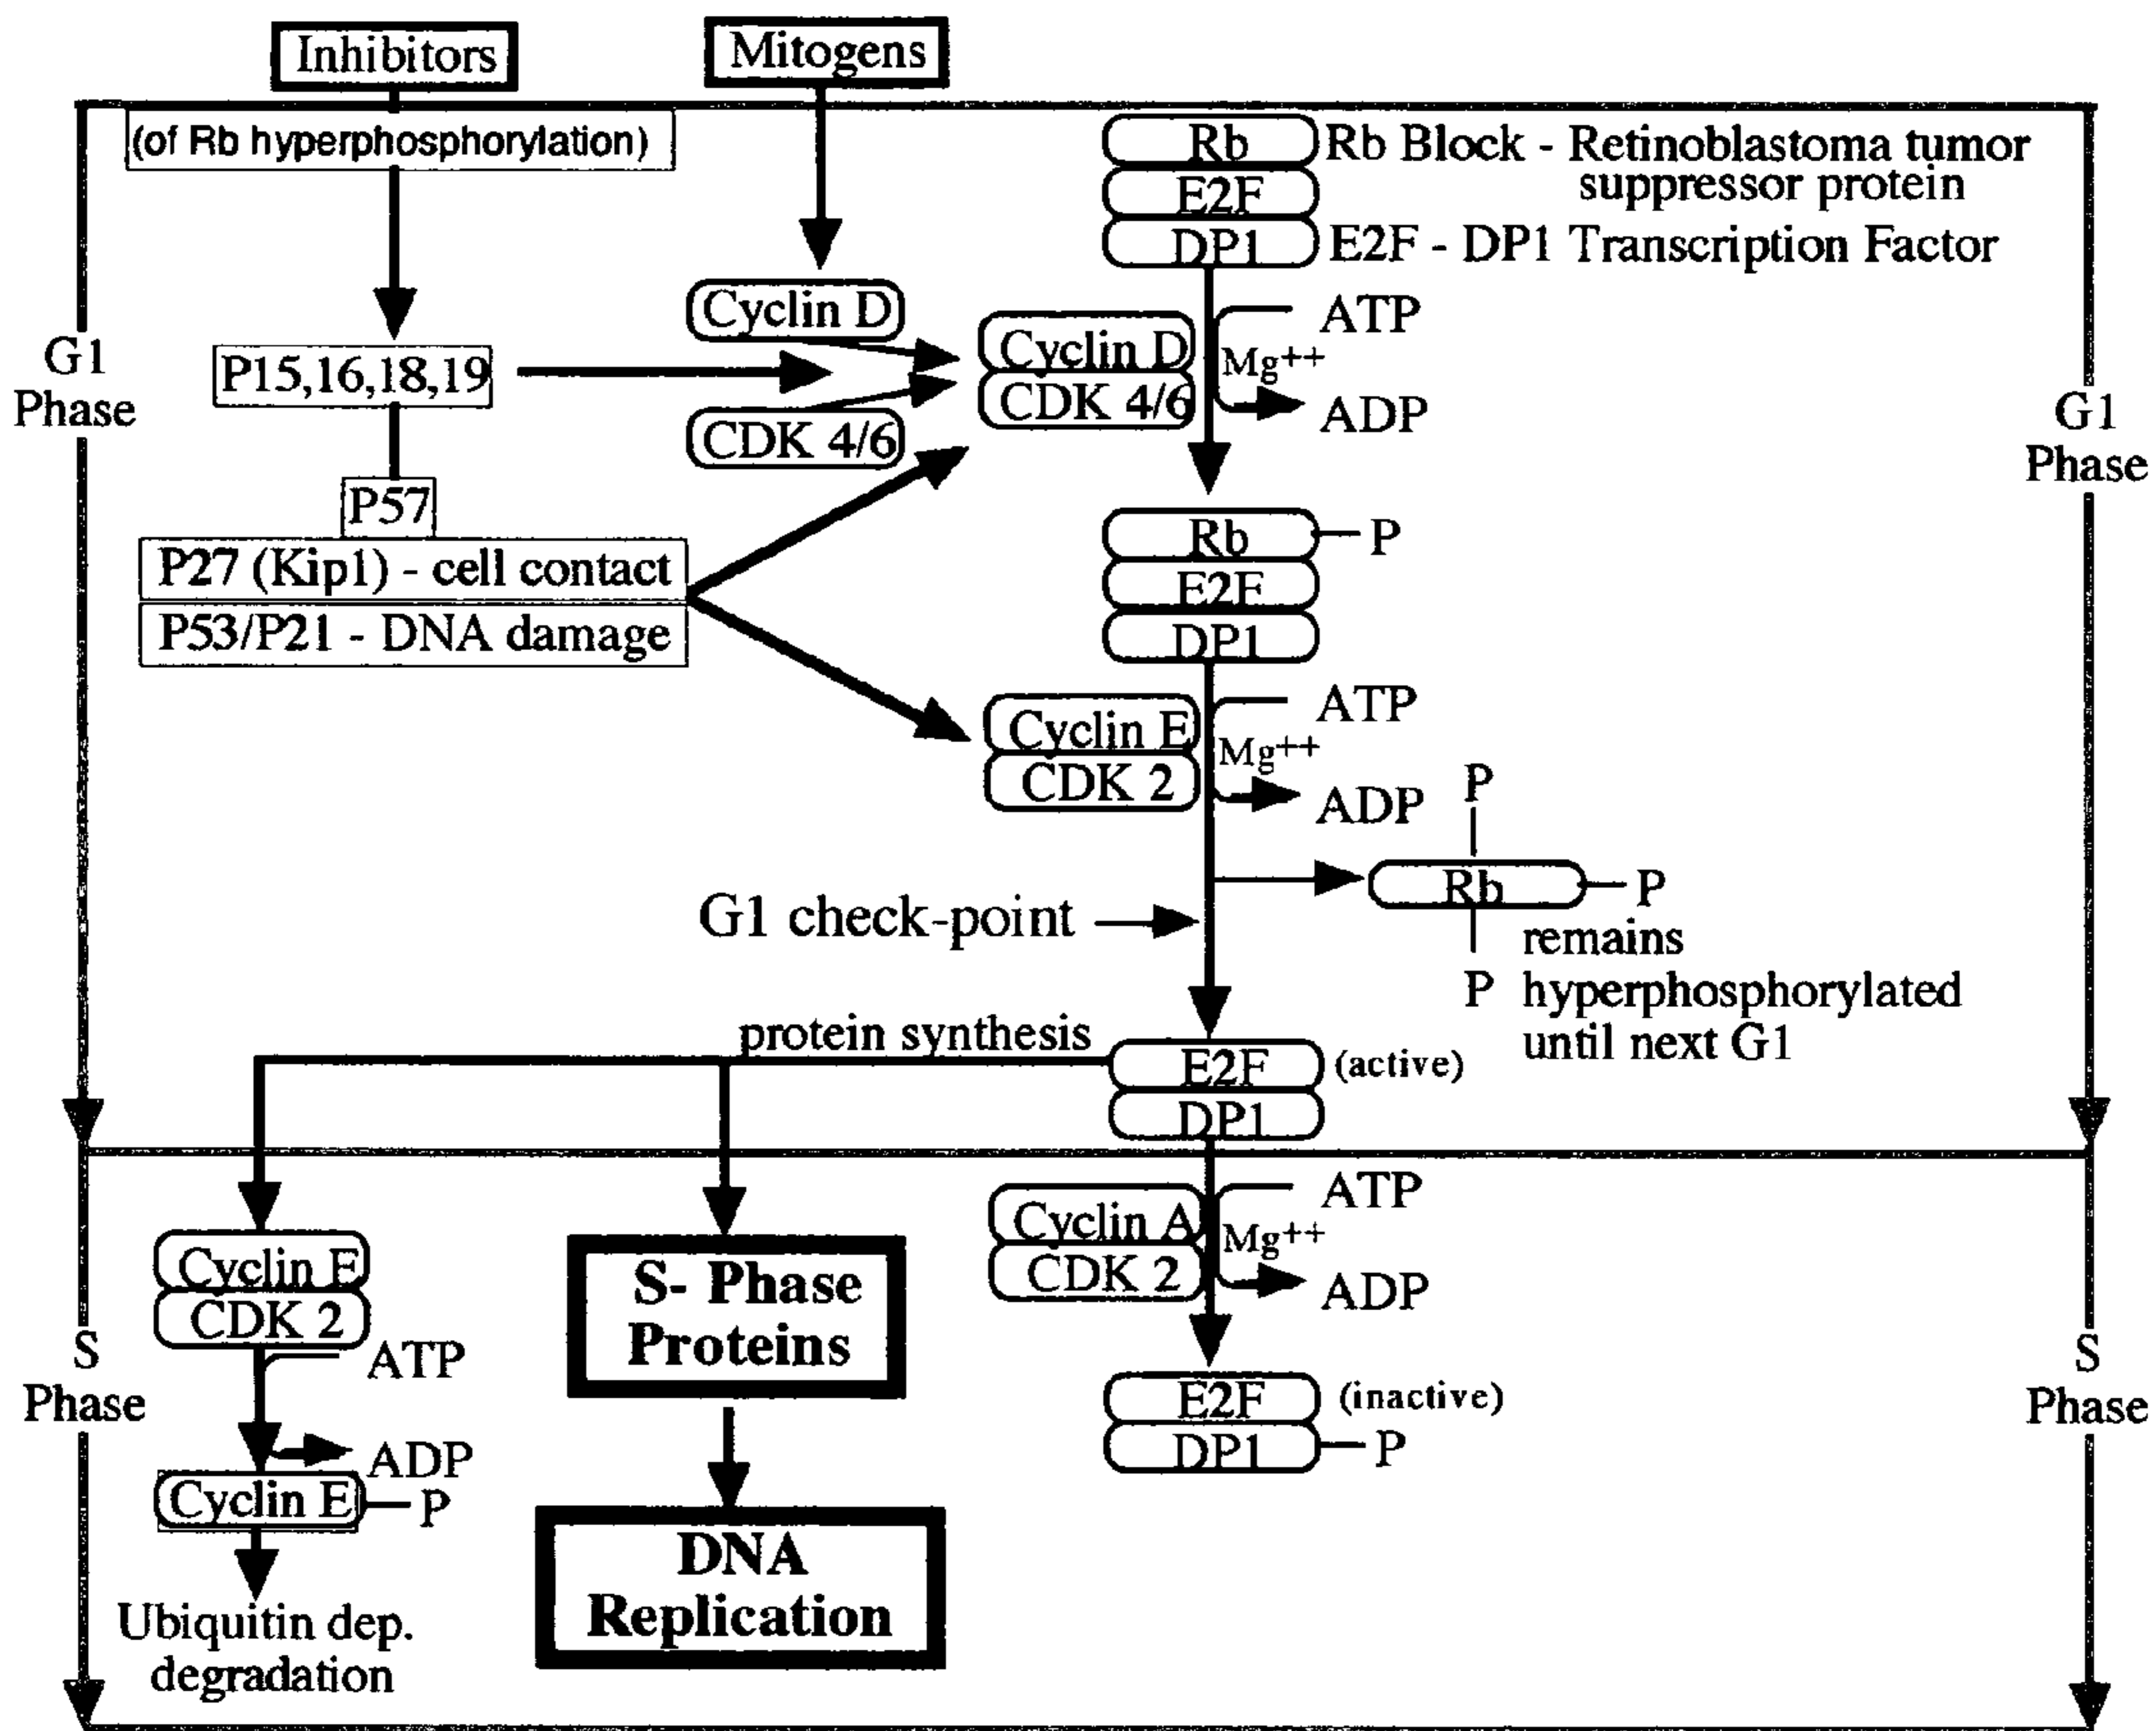 Inhibitors
Mitogens
(of Rb hyperphosphorylation)
Rb
Rb Block - Retinoblastoma tumor
suppressor protein
E2F
DP1
E2F - DP1 Transcription Factor
G1
Phase
P15,16,18,19
Cyclin D
CDK 4/6
Cyclin D
CDK 4/6
ATP
Mg++
ADP
G1
Phase
P57
P27 (Kip1) - cell contact
P53/P21 - DNA damage
Rb
P
E2F
DP1
Cyclin E
CDK 2
ATP
Mg++
ADP
P
Rb
P
P
remains
hyperphosphorylated
until next G1
G1 check-point
protein synthesis
E2F
(active)
DP1
S
Phase
Cyclin E
CDK 2
ATP
ADP
Cyclin E
P
Ubiquitin dep.
degradation
S- Phase
Proteins
DNA
Replication
Cyclin A
CDK 2
ATP
Mg++
ADP
E2F
(inactive)
DP1
P
S
Phase